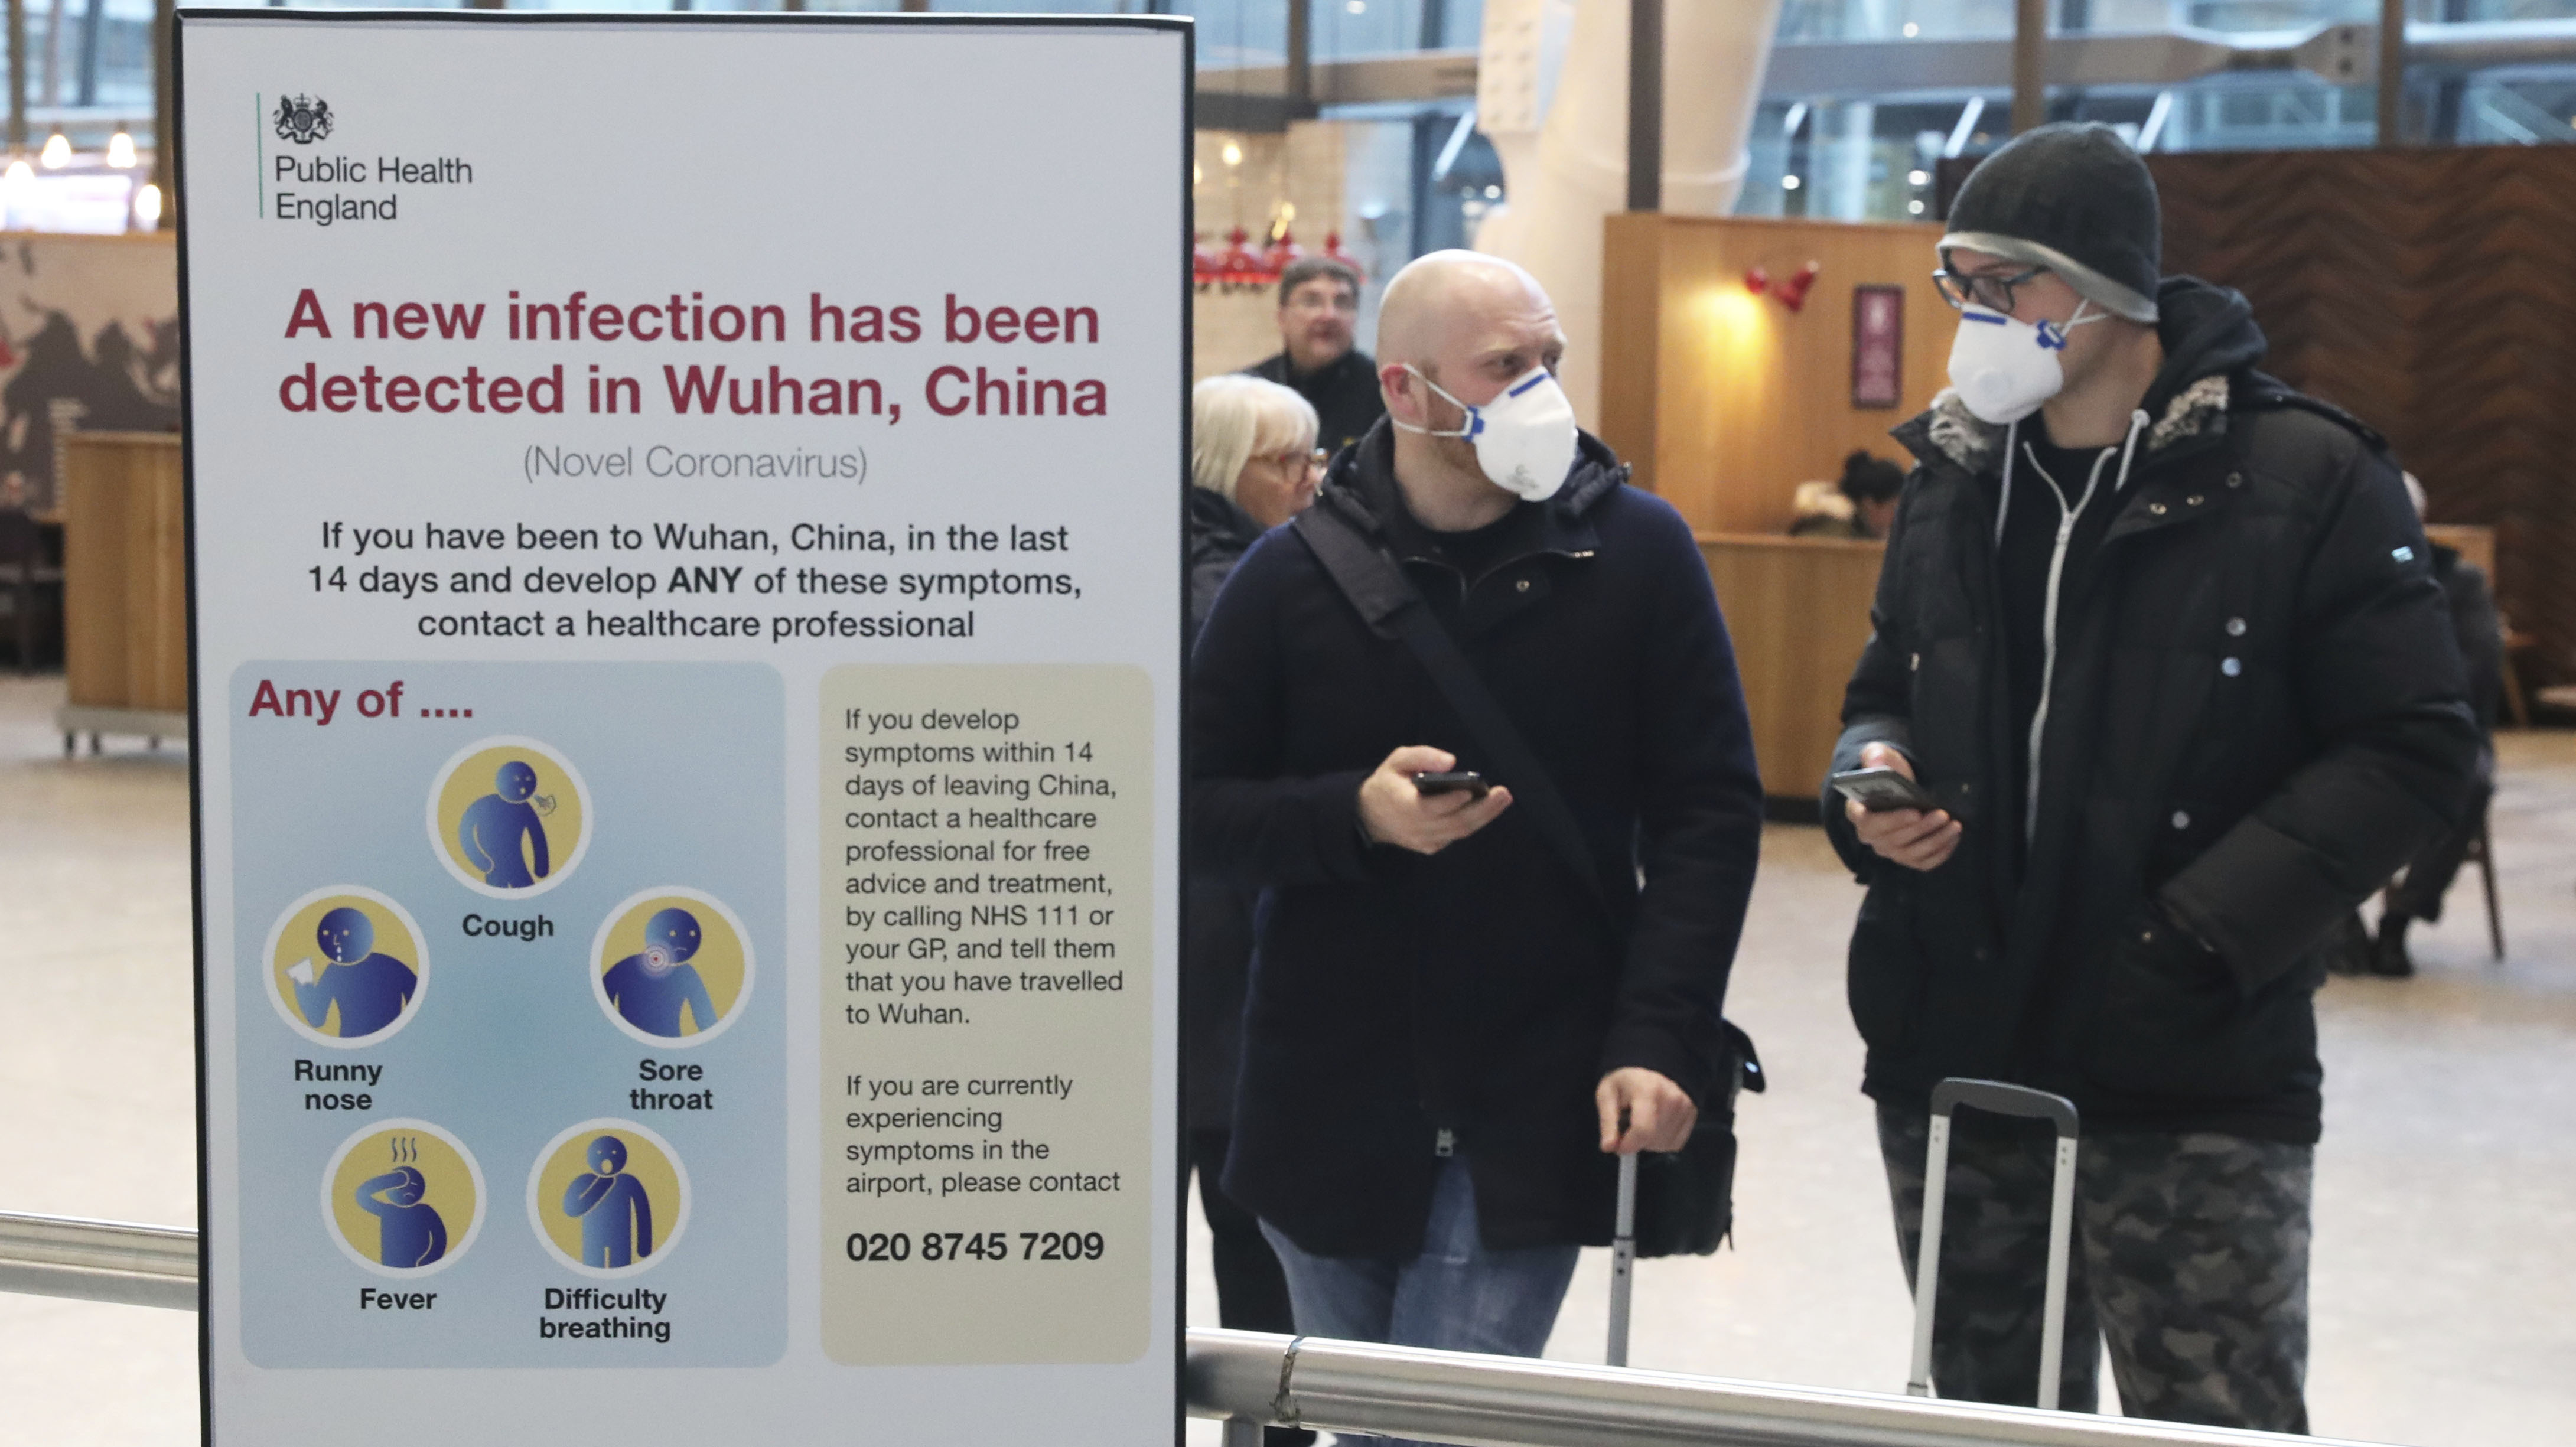 Public Health
England
A new infection has been
detected in Wuhan, China
(Novel Coronavirus)
If you have been to Wuhan, China, in the last
14 days and develop ANY of these symptoms,
contact a healthcare professional
Any of ....
Cough
Runny
nose
Sore
throat
Fever
Difficulty
breathing
If you develop
symptoms within 14
days of leaving China,
contact a healthcare
professional for free
advice and treatment,
by calling NHS 111 or
your GP, and tell them
that you have travelled
to Wuhan.
If you are currently
experiencing
symptoms in the
airport, please contact
020 8745 7209